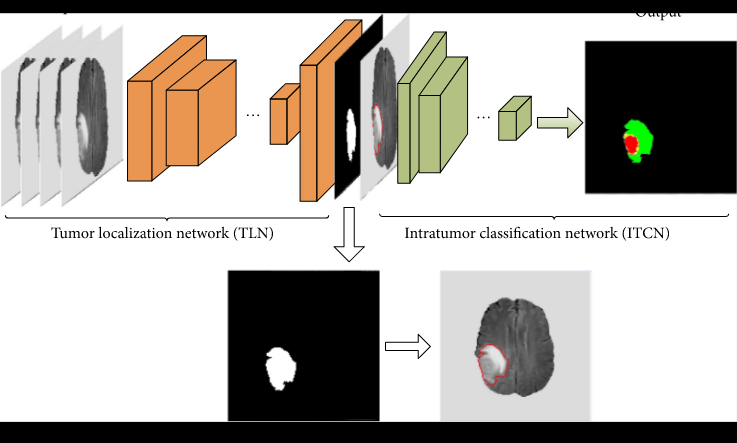 Output
...
...
Tumor localization network (TLN)
Intratumor classification network (ITCN)